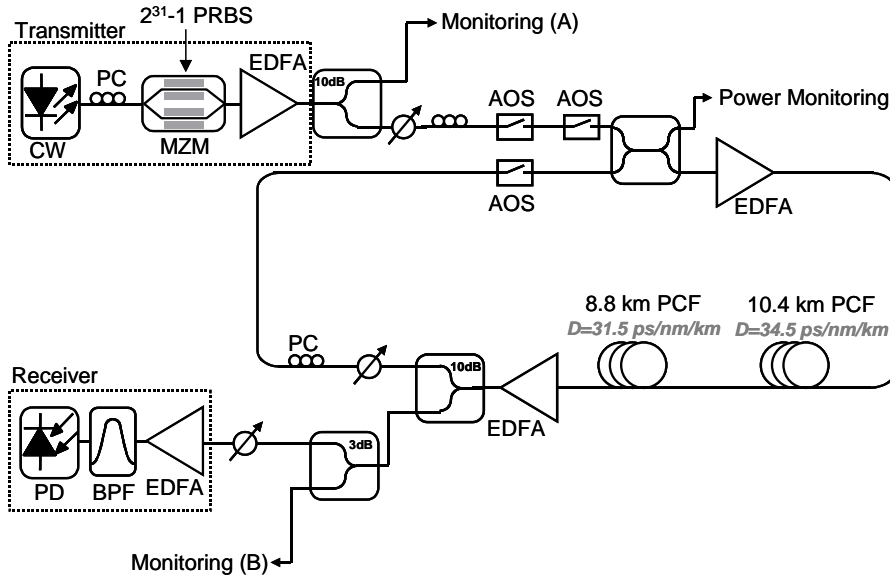 2³¹-1 PRBS
Monitoring (A)
Transmitter
EDFA
PC
10dB
AOS
AOS
Power Monitoring
CW
MZM
AOS
EDFA
8.8 km PCF
10.4 km PCF
D=31.5 ps/nm/km
D=34.5 ps/nm/km
PC
10dB
Receiver
EDFA
3dB
PD
BPF
EDFA
Monitoring (B)